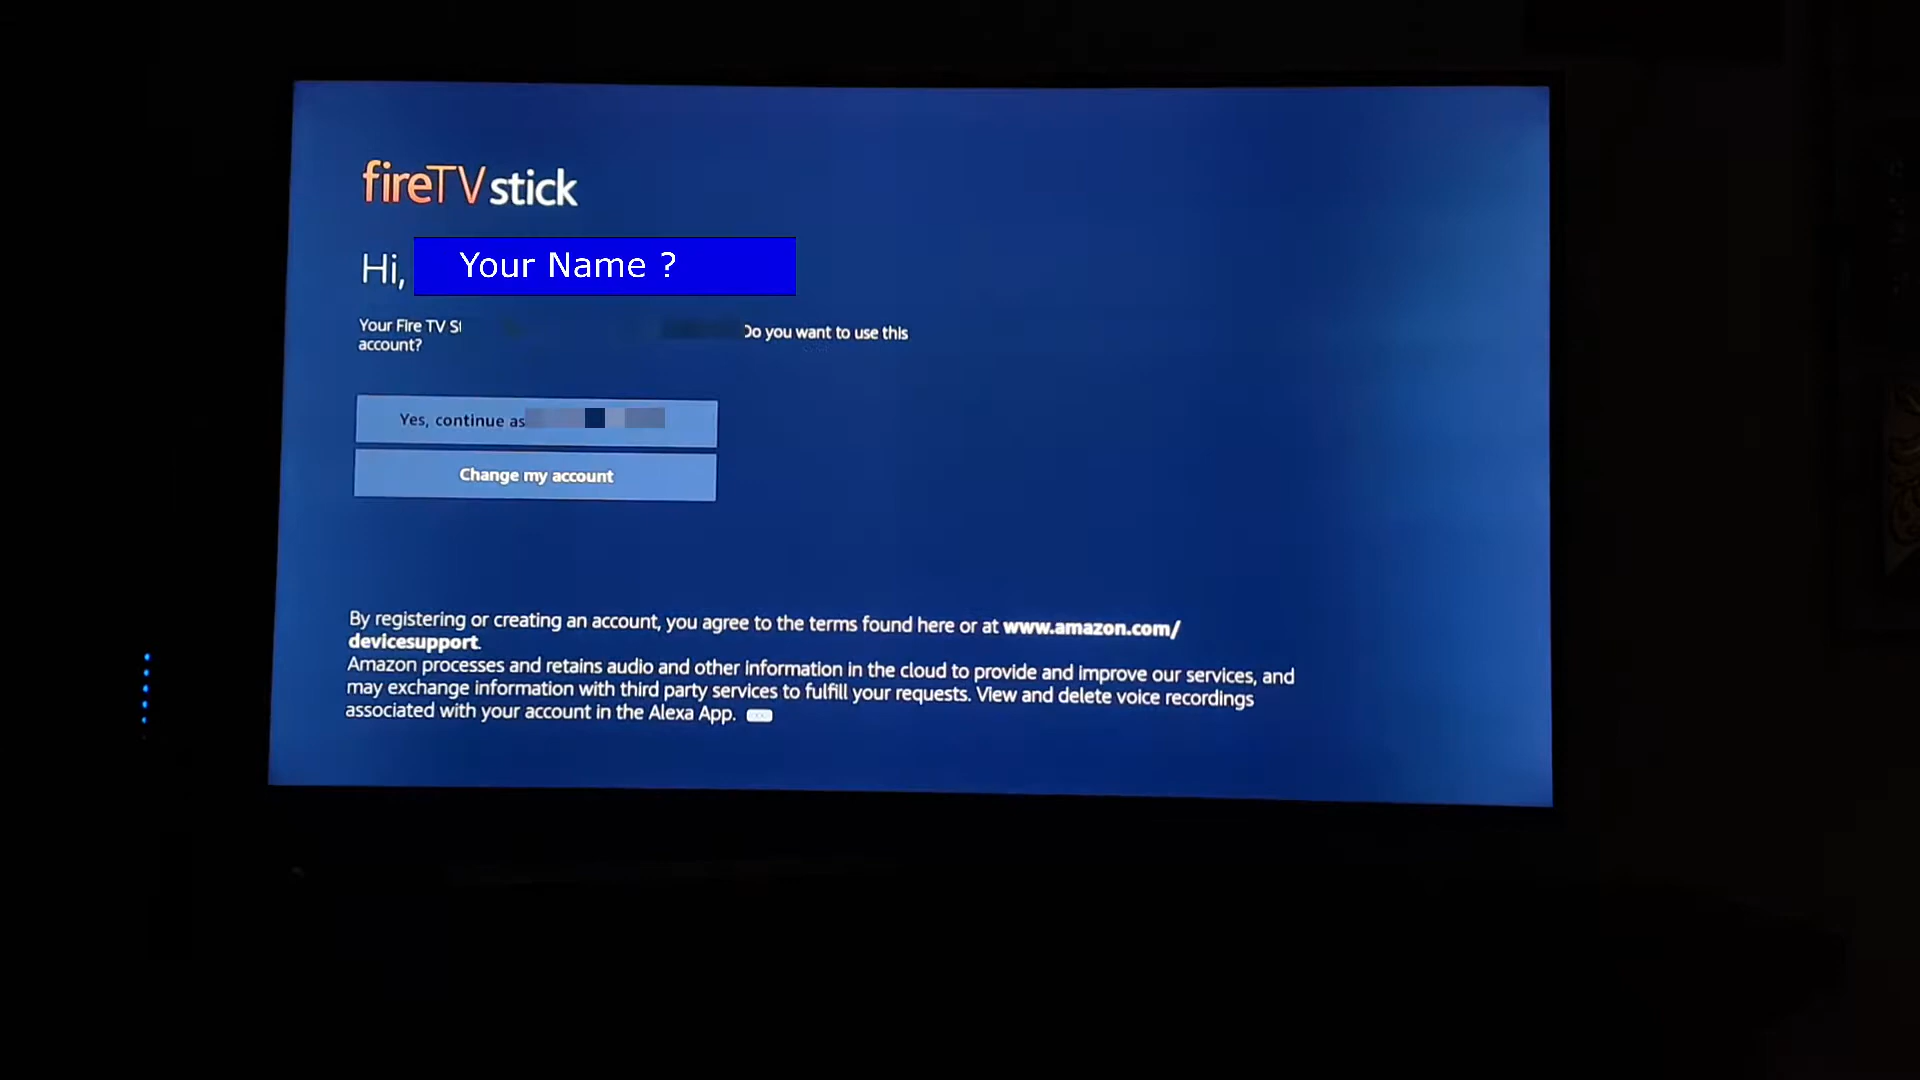 fireTV stick
Hi, Your Name ?
Your Fire TV Do you want to use this
account?
Yes, continue as
Change my account
By registering or creating an account, you agree to the terms found here or at www.amazon.com/
devicesupport.
Amazon processes and retains audio and other information in the cloud to provide and improve our services, and
may exchange information with third party services to fulfill your requests. View and delete voice recordings
associated with your account in the Alexa App.